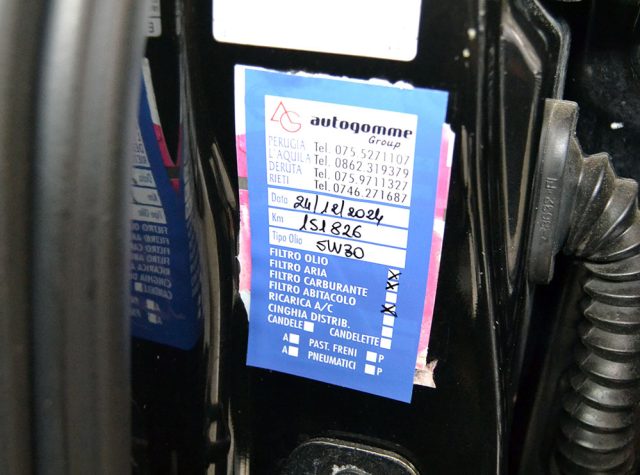 AG autogomme
Group
PERUGIA Tel. 075.5271107
L'AQUILA Tel. 0862.319379
DERUTA Tel. 075.9711327
RIETI Tel. 0746.271687
Data 24/12/2024
Km 151826
Tipo Olio 5W30
FILTRO OLIO
FILTRO ARIA
FILTRO CARBURANTE
FILTRO ABITACOLO
RICARICA A/C
CINGHIA DISTRIB.
CANDELE CANDELETTE
A PAST. FRENI P
A PNEUMATICI P